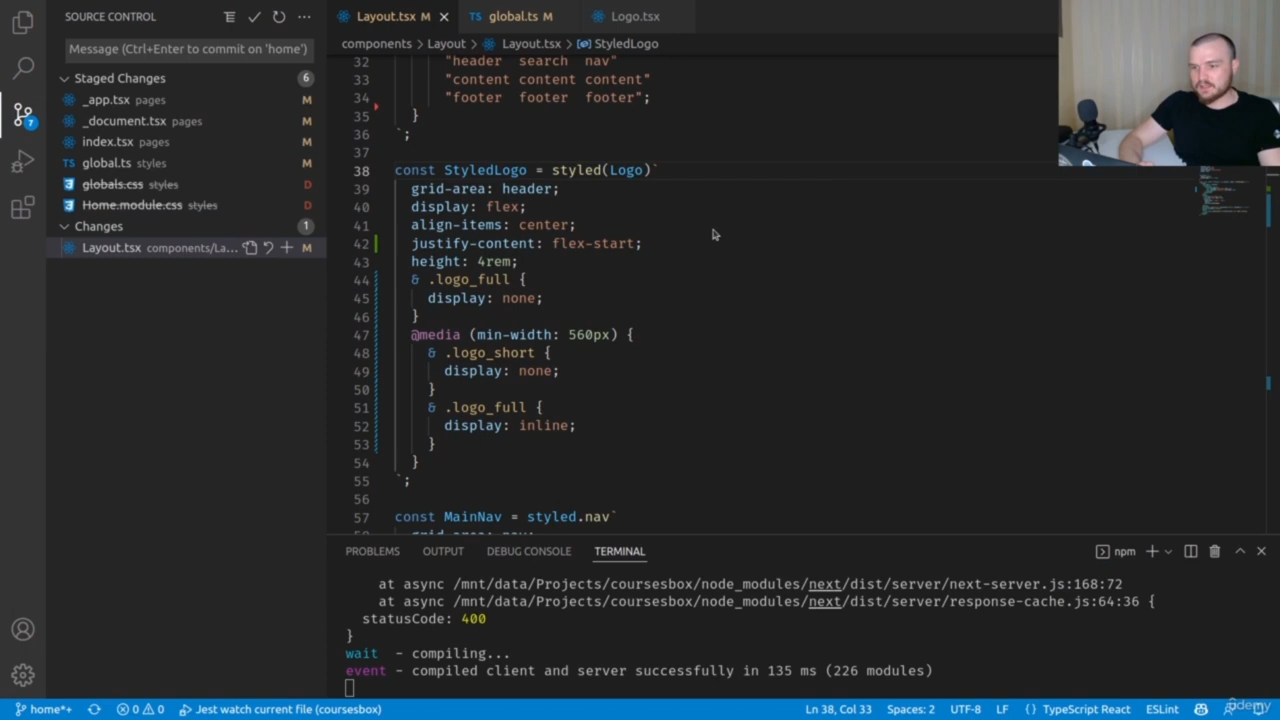 SOURCE CONTROL
Message (Ctrl+Enter to commit on 'home')
Staged Changes 6
_app.tsx pages M
_document.tsx pages M
index.tsx pages M
global.ts styles M
globals.css styles D
Home.module.css styles D
Changes 1
Layout.tsx components/La... M
7
Layout.tsx M
global.ts M
Logo.tsx
components > Layout > Layout.tsx > StyledLogo
32 "header search nav"
33 "content content content"
34 "footer footer footer";
35 }
36 `;
37
38 const StyledLogo = styled(Logo)`
39 grid-area: header;
40 display: flex;
41 align-items: center;
42 justify-content: flex-start;
43 height: 4rem;
44 & .logo_full {
45 display: none;
46 }
47 @media (min-width: 560px) {
48 & .logo_short {
49 display: none;
50 }
51 & .logo_full {
52 display: inline;
53 }
54 }
55 `;
56
57 const MainNav = styled.nav`
58 grid-area: nav;
PROBLEMS OUTPUT DEBUG CONSOLE TERMINAL npm
at async /mnt/data/Projects/coursesbox/node_modules/next/dist/server/next-server.js:168:72
at async /mnt/data/Projects/coursesbox/node_modules/next/dist/server/response-cache.js:64:36 {
statusCode: 400
}
wait - compiling...
event - compiled client and server successfully in 135 ms (226 modules)
home*+ 0 0 Jest watch current file (coursesbox) Ln 38, Col 33 Spaces: 2 UTF-8 LF {} TypeScript React ESLint
udemy